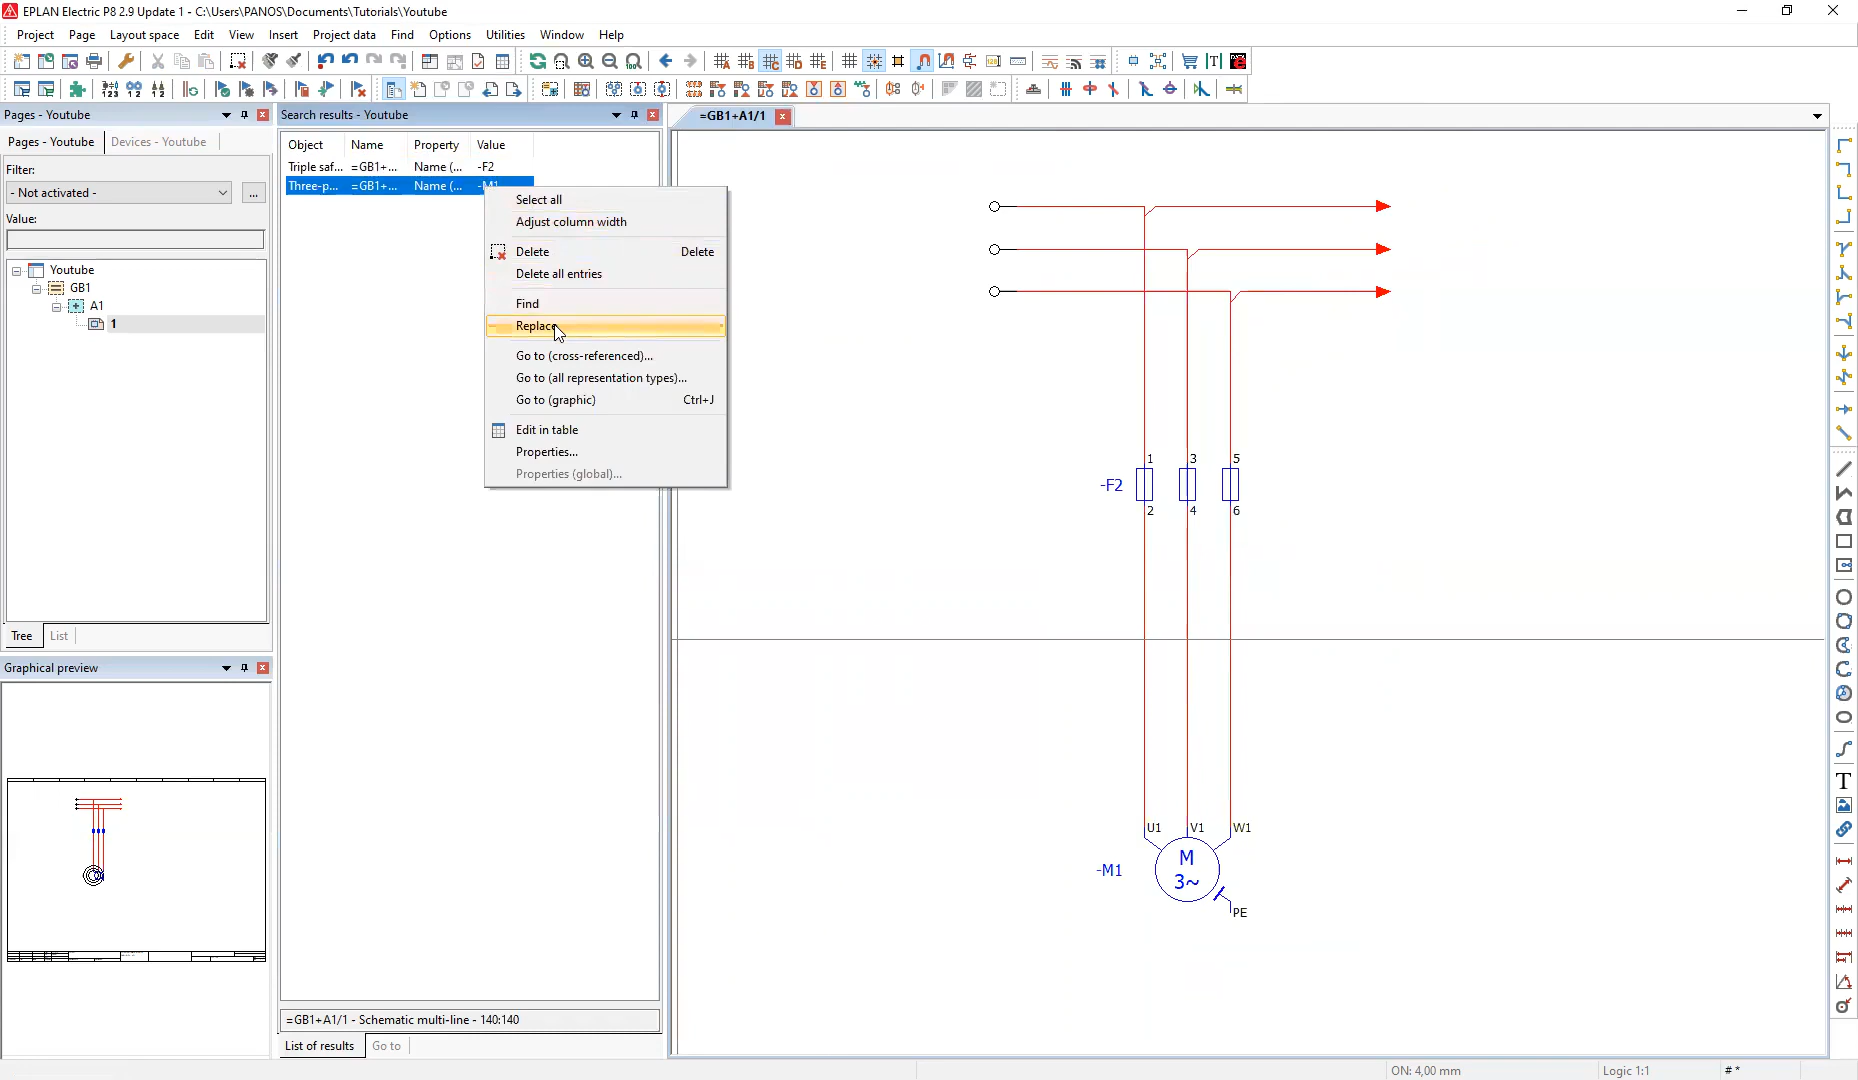 EPLAN Electric P8 2.9 Update 1 - C:\Users\PANOS\Documents\Tutorials\Youtube
Project Page Layout space Edit View Insert Project data Find Options Utilities Window Help
Pages - Youtube
Search results - Youtube
=GB1+A1/1
Pages - Youtube Devices - Youtube
Filter:
- Not activated -
...
Value:
Youtube
GB1
A1
1
Tree List
Graphical preview
Object Name Property Value
Triple saf... =GB1+... Name (... -F2
Three-p... =GB1+... Name (... -M1
Select all
Adjust column width
Delete Delete
Delete all entries
Find
Replace
Go to (cross-referenced)...
Go to (all representation types)...
Go to (graphic) Ctrl+J
Edit in table
Properties...
Properties (global)...
=GB1+A1/1 - Schematic multi-line - 140:140
List of results Go to
1 3 5
-F2
2 4 6
U1 V1 W1
-M1
M
3~
PE
T
ON: 4,00 mm Logic 1:1 # *